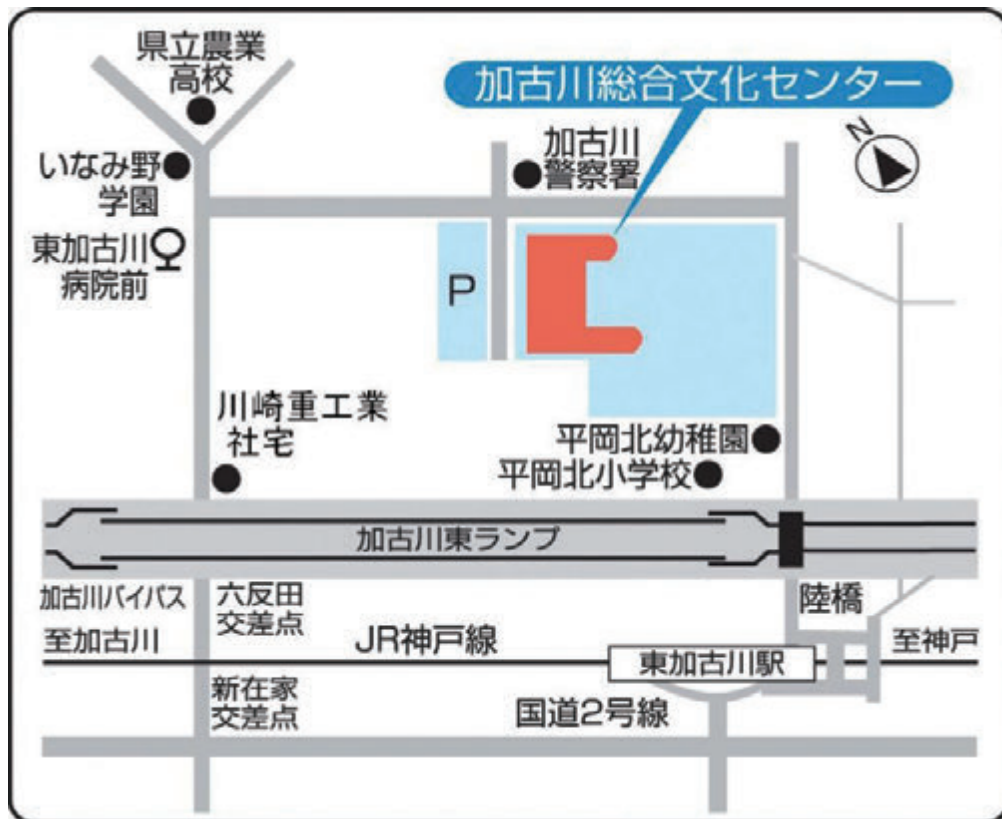 県立農業
高校
加古川総合文化センター
加古川
警察署
N
いなみ野
学園
東加古川
病院前
P
川崎重工業
社宅
平岡北幼稚園
平岡北小学校
加古川東ランプ
加古川バイパス
六反田
交差点
陸橋
至加古川
JR神戸線
東加古川駅
至神戸
新在家
交差点
国道2号線